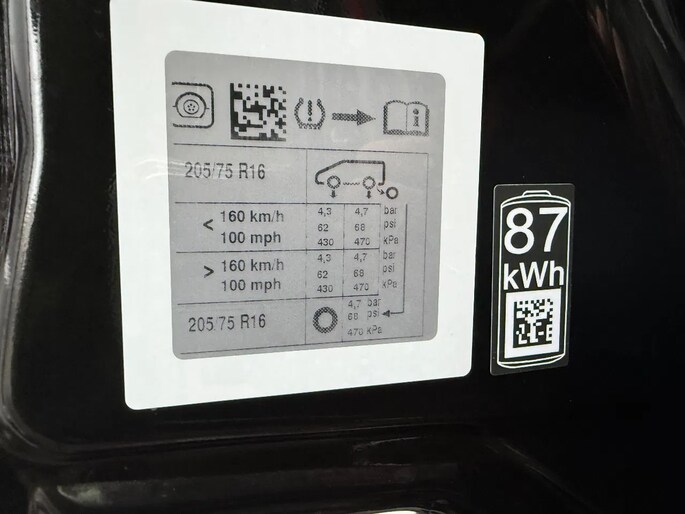 205/75 R16
< 160 km/h 4,3 4,7 bar
100 mph 62 68 psi
430 470 kPa
> 160 km/h 4,3 4,7 bar
100 mph 62 68 psi
430 470 kPa
205/75 R16 4,7 bar
68 psi
470 kPa
87
kWh